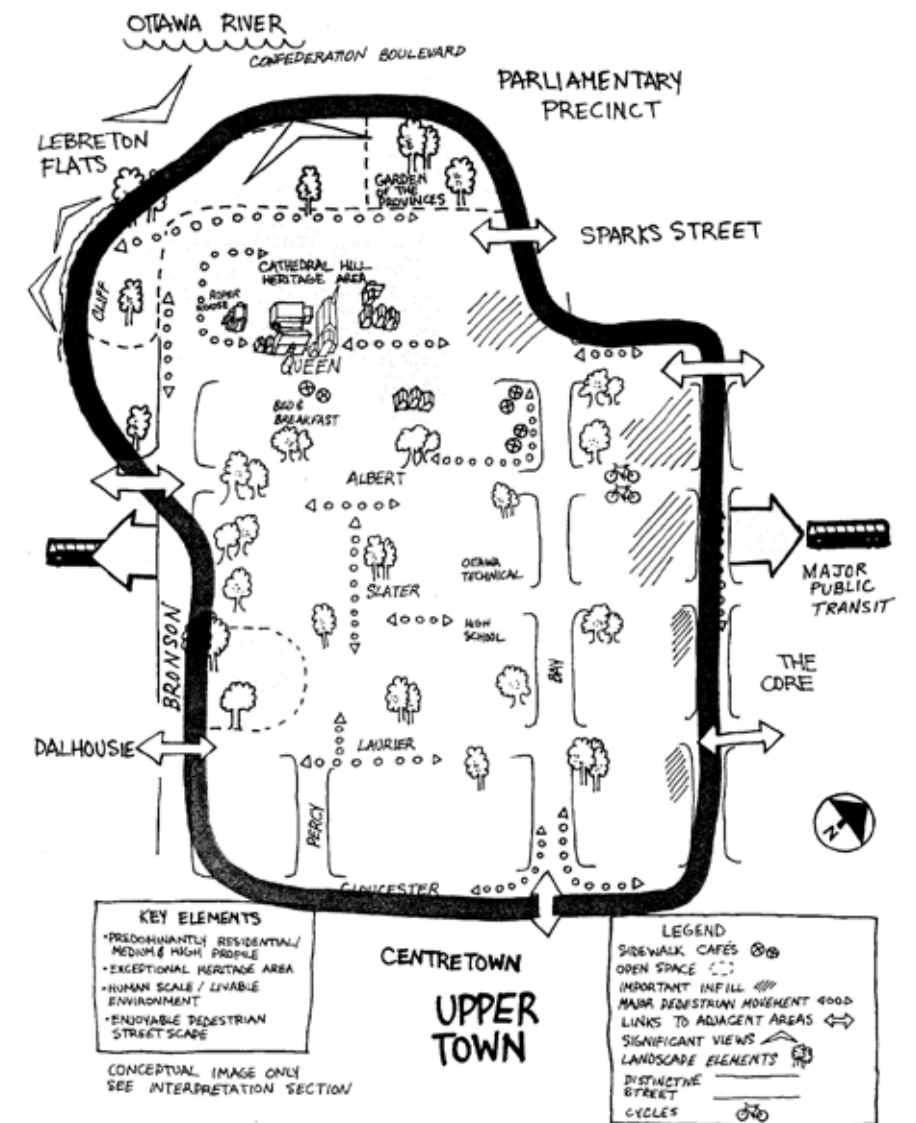 OTTAWA RIVER
CONFEDERATION BOULEVARD
PARLIAMENTARY
PRECINCT
LEBRETON
FLATS
GARDEN
OF THE
PROVINCES
SPARKS STREET
CATHEDRAL HILL
HERITAGE AREA
ROPER
HOUSE
CLIFF
QUEEN
BED &
BREAKFAST
ALBERT
OTTAWA
TECHNICAL
SLATER
HIGH
SCHOOL
MAJOR
PUBLIC
TRANSIT
BRONSON
BAY
THE
CORE
DALHOUSIE
LAURIER
PERCY
N
GLOUCESTER
KEY ELEMENTS
•PREDOMINANTLY RESIDENTIAL/
MEDIUM & HIGH PROFILE
•EXCEPTIONAL HERITAGE AREA
•HUMAN SCALE / LIVABLE
ENVIRONMENT
•ENJOYABLE PEDESTRIAN
STREET SCAPE
CONCEPTUAL IMAGE ONLY
SEE INTERPRETATION SECTION
CENTRETOWN
UPPER
TOWN
LEGEND
SIDEWALK CAFÉS
OPEN SPACE
IMPORTANT INFILL
MAJOR PEDESTRIAN MOVEMENT
LINKS TO ADJACENT AREAS
SIGNIFICANT VIEWS
LANDSCAPE ELEMENTS
DISTINCTIVE
STREET
CYCLES